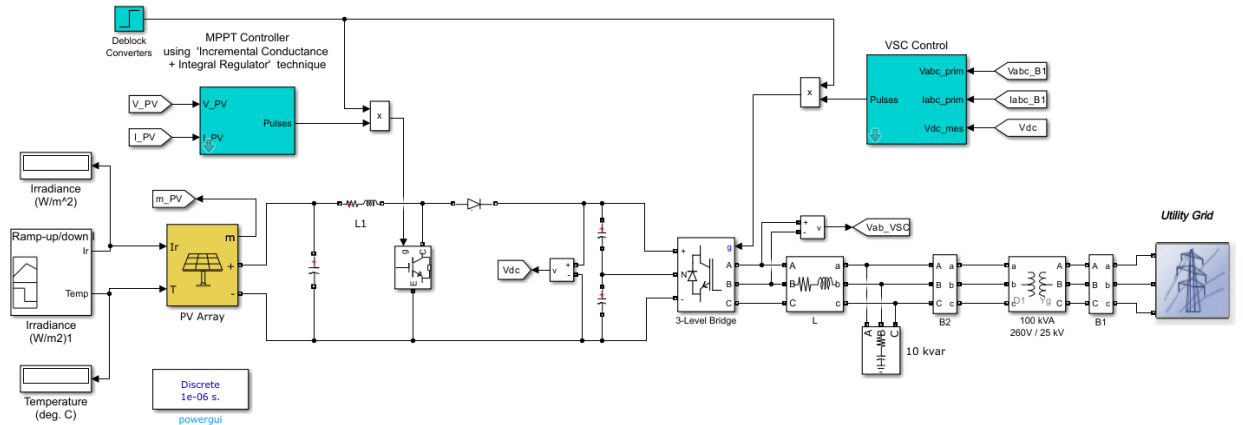 Deblock
Converters
MPPT Controller
using 'Incremental Conductance
+ Integral Regulator' technique
V_PV
I_PV
V_PV
I_PV
Pulses
x
x
VSC Control
Pulses
Vabc_prim
Iabc_prim
Vdc_mes
Vabc_B1
Iabc_B1
Vdc
Irradiance
(W/m^2)
Ramp-up/down I
Ir
Temp
Irradiance
(W/m2)1
Temperature
(deg. C)
m_PV
Ir
T
m
+
-
PV Array
L1
g
C
E
Vdc
v
+
-
g
+
N
-
A
B
C
3-Level Bridge
+
-
v
Vab_VSC
A
B
C
a
b
c
L
A
B
C
10 kvar
A
B
C
a
b
c
B2
a
b
c
A
B
C
D1
Yg
100 kVA
260V / 25 kV
A
B
C
a
b
c
B1
Utility Grid
Discrete
1e-06 s.
powergui